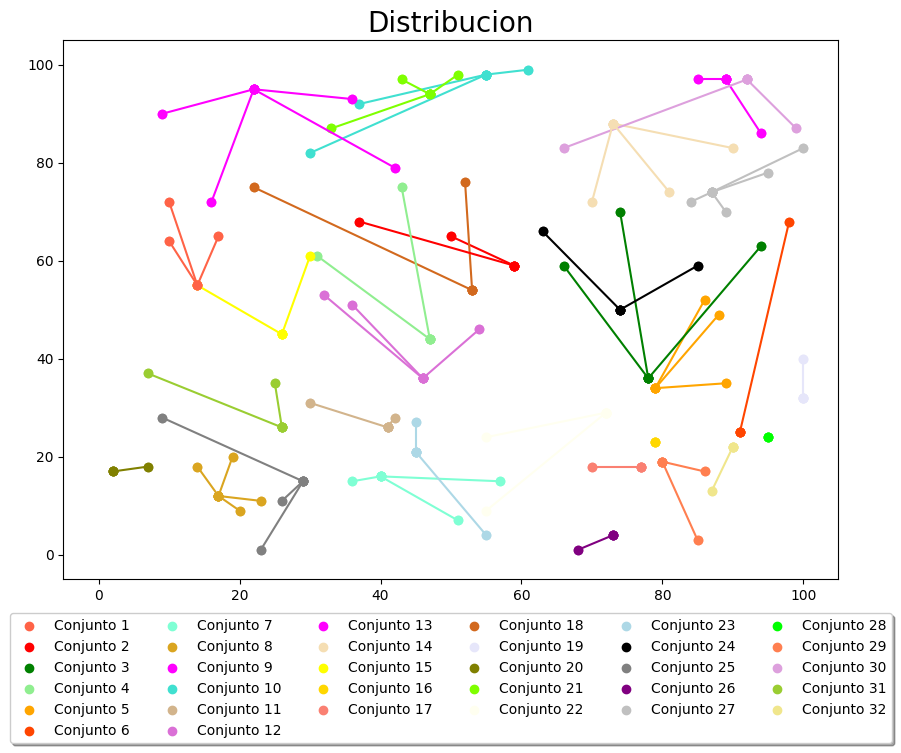 Distribucion
100
80
60
40
20
0
0 20 40 60 80 100
Conjunto 1 Conjunto 7 Conjunto 13 Conjunto 18 Conjunto 23 Conjunto 28
Conjunto 2 Conjunto 8 Conjunto 14 Conjunto 19 Conjunto 24 Conjunto 29
Conjunto 3 Conjunto 9 Conjunto 15 Conjunto 20 Conjunto 25 Conjunto 30
Conjunto 4 Conjunto 10 Conjunto 16 Conjunto 21 Conjunto 26 Conjunto 31
Conjunto 5 Conjunto 11 Conjunto 17 Conjunto 22 Conjunto 27 Conjunto 32
Conjunto 6 Conjunto 12